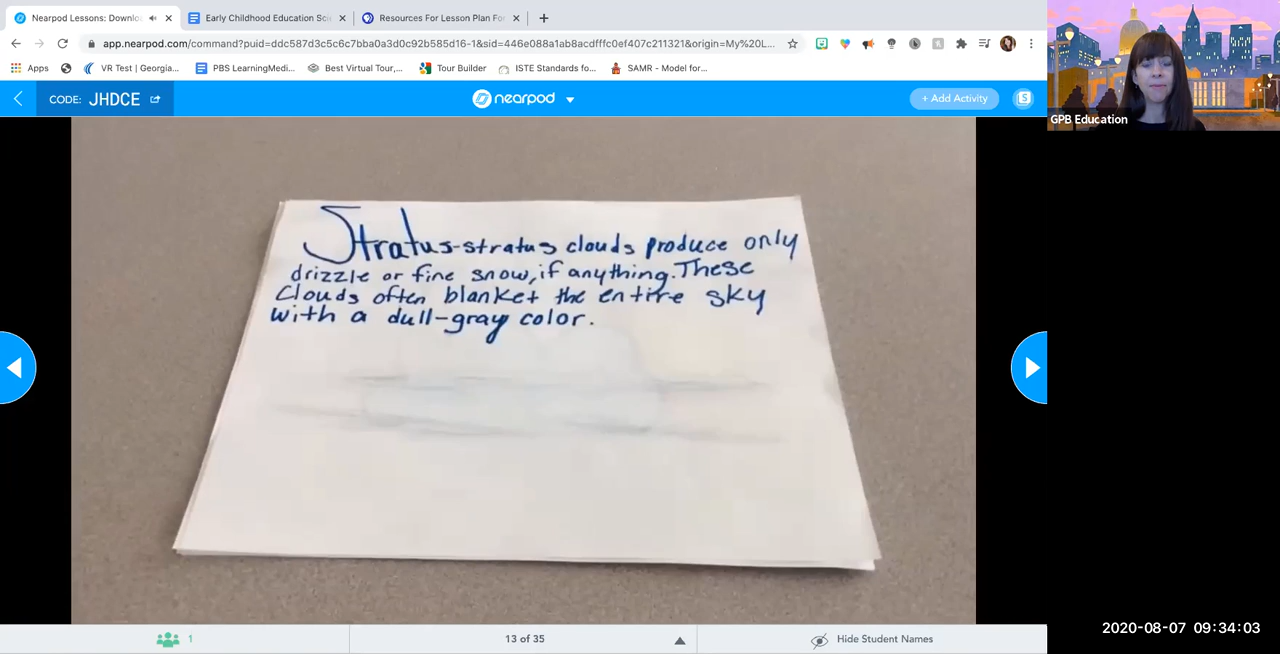 Nearpod Lessons: Downlo
Early Childhood Education Sci
Resources For Lesson Plan Fo
app.nearpod.com/command?puid=ddc587d3c5c6c7bba0a3d0c92b585d16-1&sid=446e083a1ab8acdfffc0ef407c211321&origin=My%20L...
Apps
VR Test | Georgia...
PBS LearningMedi...
Best Virtual Tour,...
Tour Builder
ISTE Standards fo...
SAMR - Model for...
CODE: JHDCE
nearpod
+ Add Activity
S
GPB Education
Stratus-stratus clouds produce only
drizzle or fine snow, if anything. These
clouds often blanket the entire sky
with a dull-gray color.
1
13 of 35
Hide Student Names
2020-08-07 09:34:03